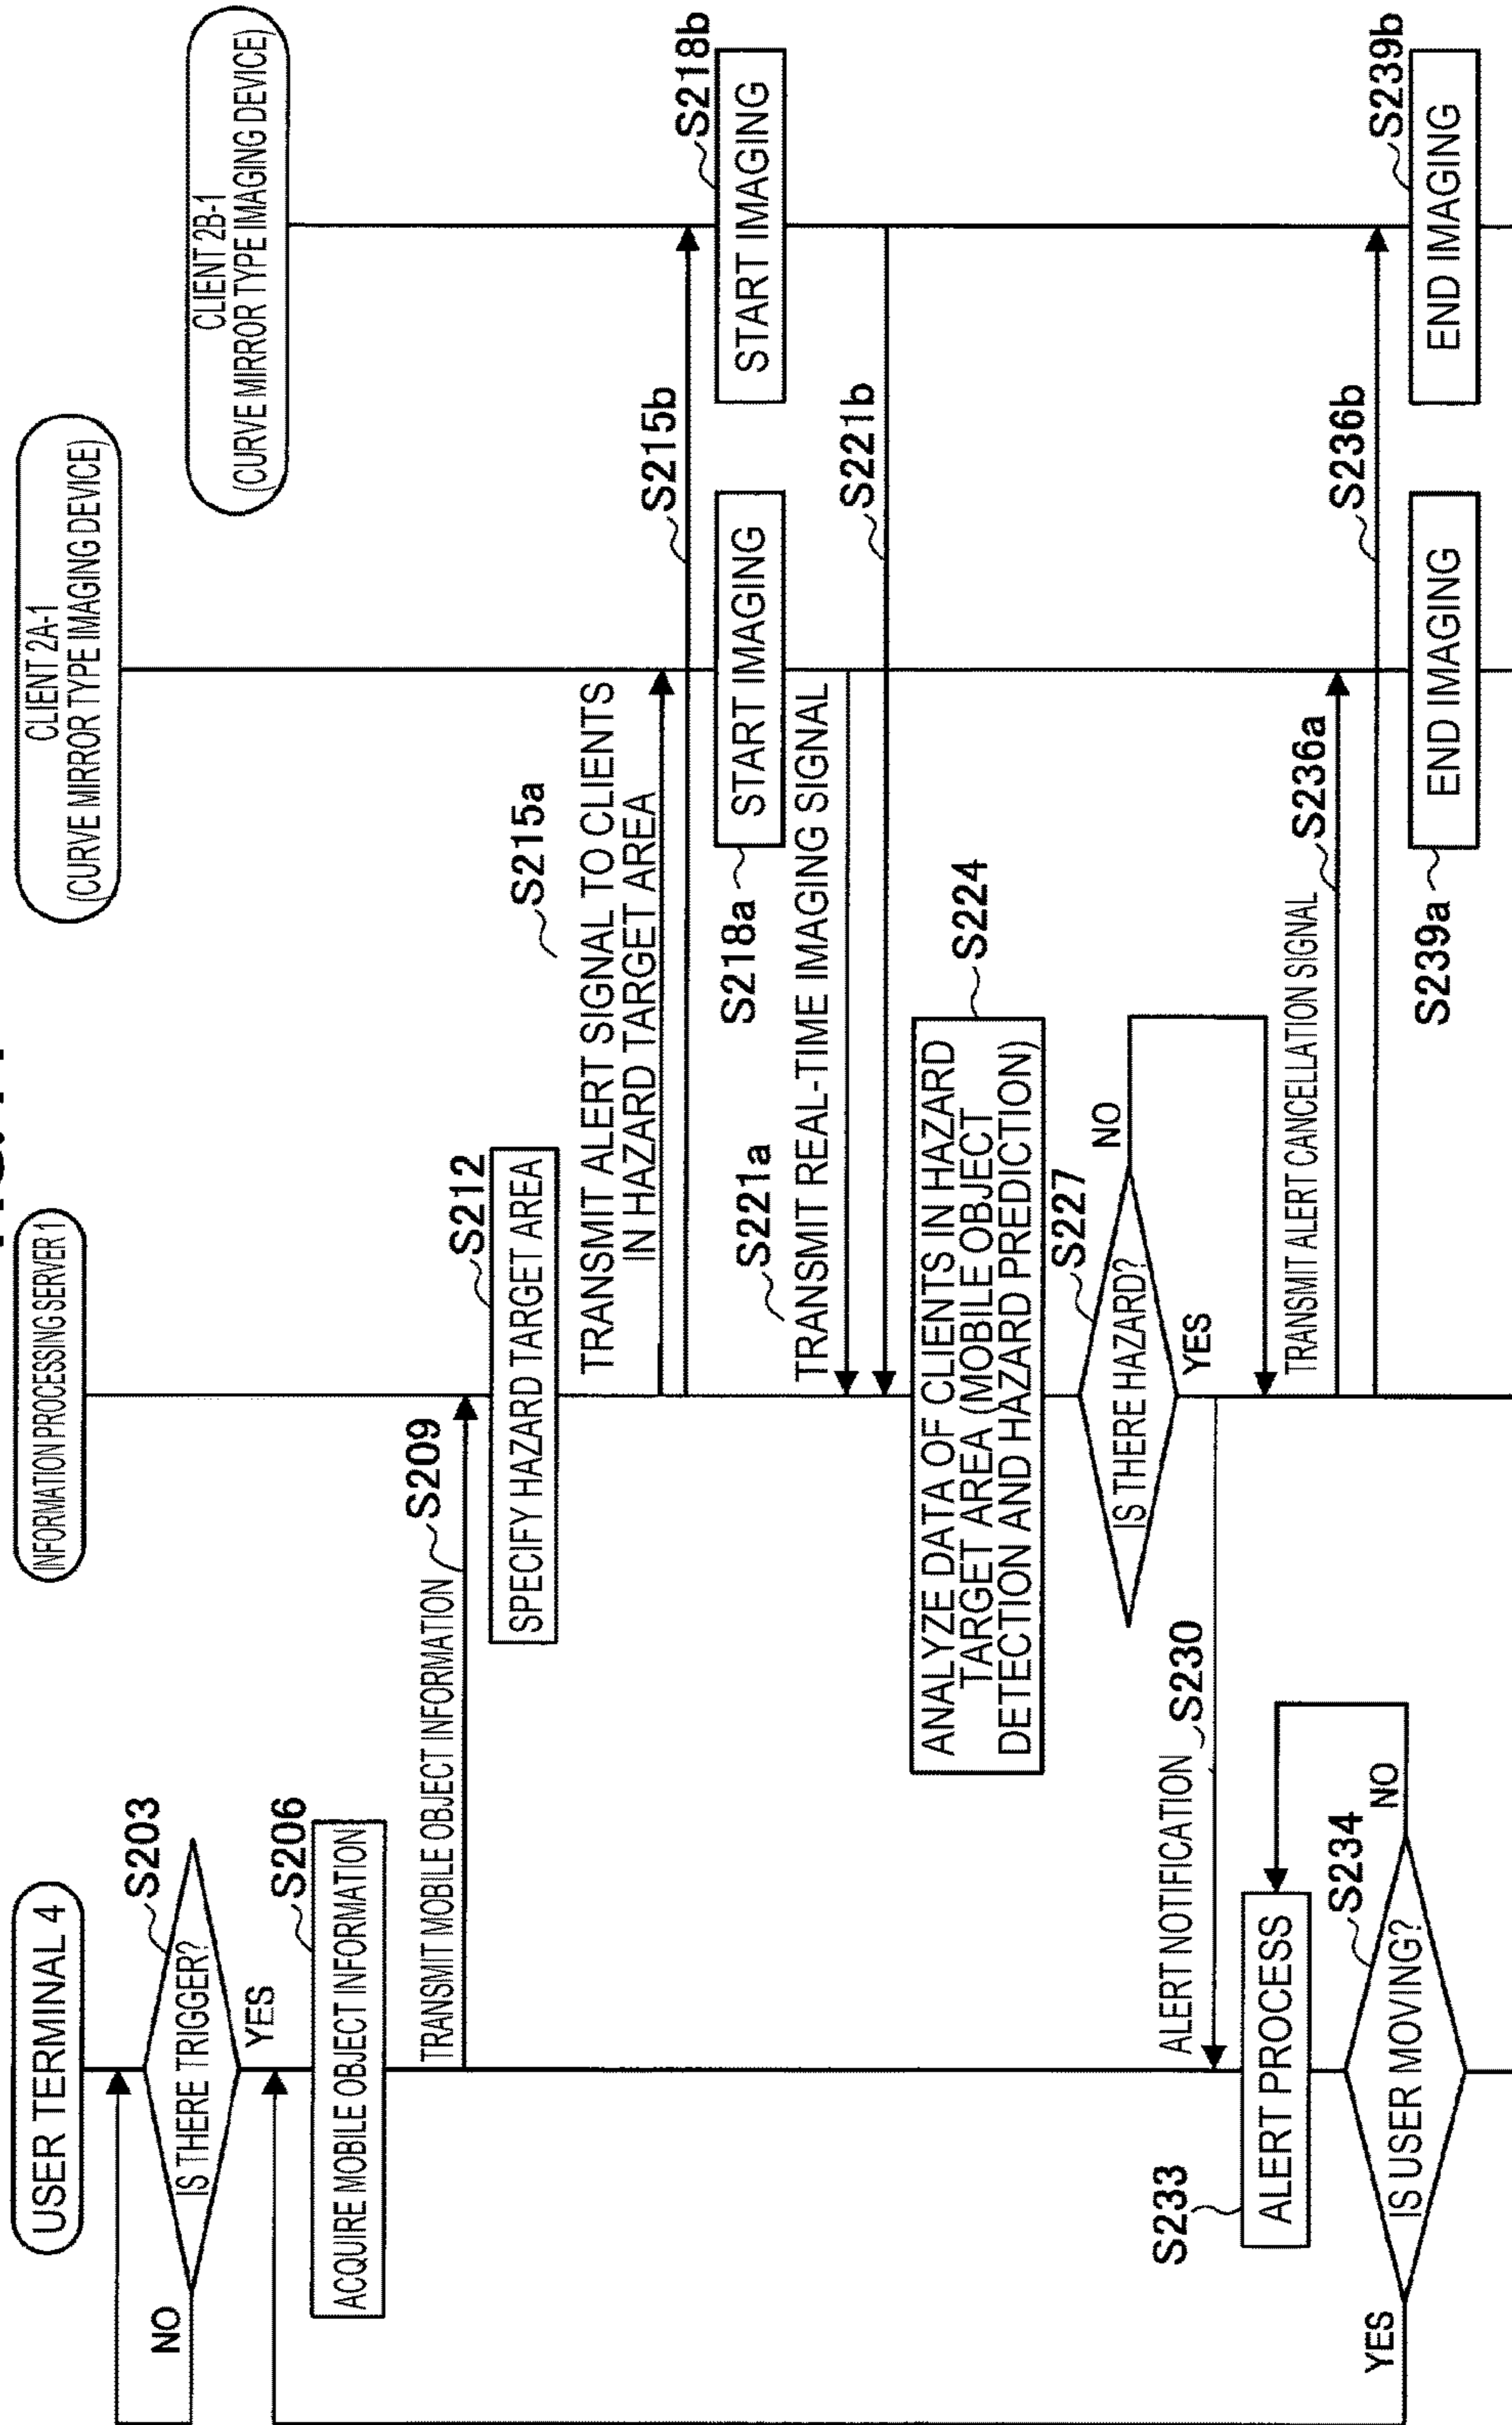 USER TERMINAL 4
INFORMATION PROCESSING SERVER 1
CLIENT 2A-1
(CURVE MIRROR TYPE IMAGING DEVICE)
CLIENT 2B-1
(CURVE MIRROR TYPE IMAGING DEVICE)
S203
IS THERE TRIGGER?
NO
YES
S206
ACQUIRE MOBILE OBJECT INFORMATION
TRANSMIT MOBILE OBJECT INFORMATION
S209
S212
SPECIFY HAZARD TARGET AREA
S215a
TRANSMIT ALERT SIGNAL TO CLIENTS
IN HAZARD TARGET AREA
S215b
S218a
START IMAGING
S218b
START IMAGING
S221a
TRANSMIT REAL-TIME IMAGING SIGNAL
S221b
S224
ANALYZE DATA OF CLIENTS IN HAZARD
TARGET AREA (MOBILE OBJECT
DETECTION AND HAZARD PREDICTION)
S227
IS THERE HAZARD?
NO
YES
ALERT NOTIFICATION
S230
S233
ALERT PROCESS
S234
IS USER MOVING?
NO
YES
TRANSMIT ALERT CANCELLATION SIGNAL
S236a
S236b
S239a
END IMAGING
S239b
END IMAGING